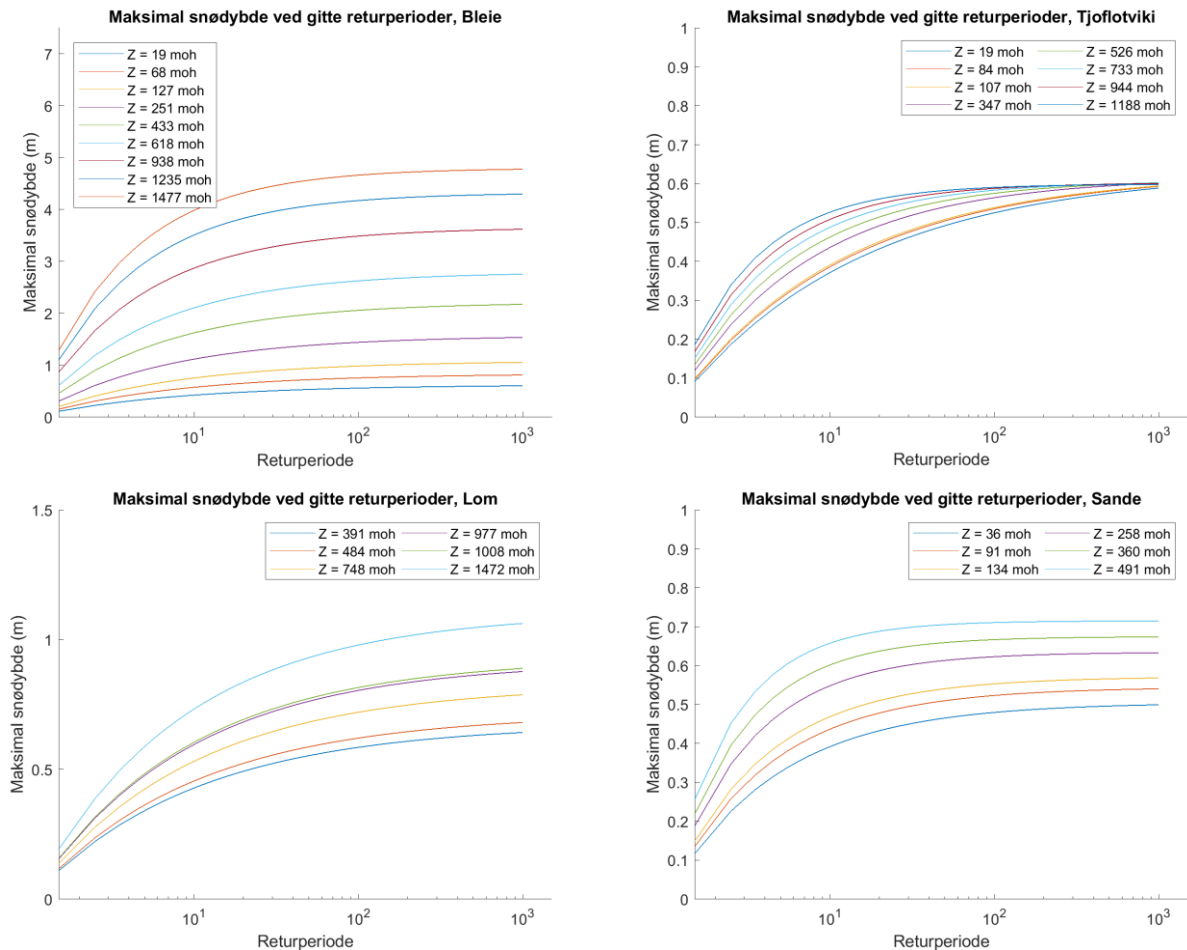 Maksimal snødybde ved gitte returperioder, Bleie
Maksimal snødybde (m)
7
6
5
4
3
2
1
0
Z = 19 moh
Z = 68 moh
Z = 127 moh
Z = 251 moh
Z = 433 moh
Z = 618 moh
Z = 938 moh
Z = 1235 moh
Z = 1477 moh
10^1
10^2
10^3
Returperiode
Maksimal snødybde ved gitte returperioder, Tjoflotviki
Maksimal snødybde (m)
1
0.9
0.8
0.7
0.6
0.5
0.4
0.3
0.2
0.1
0
Z = 19 moh
Z = 84 moh
Z = 107 moh
Z = 347 moh
Z = 526 moh
Z = 733 moh
Z = 944 moh
Z = 1188 moh
10^1
10^2
10^3
Returperiode
Maksimal snødybde ved gitte returperioder, Lom
Maksimal snødybde (m)
1.5
1
0.5
0
Z = 391 moh
Z = 484 moh
Z = 748 moh
Z = 977 moh
Z = 1008 moh
Z = 1472 moh
10^1
10^2
10^3
Returperiode
Maksimal snødybde ved gitte returperioder, Sande
Maksimal snødybde (m)
1
0.9
0.8
0.7
0.6
0.5
0.4
0.3
0.2
0.1
0
Z = 36 moh
Z = 91 moh
Z = 134 moh
Z = 258 moh
Z = 360 moh
Z = 491 moh
10^1
10^2
10^3
Returperiode